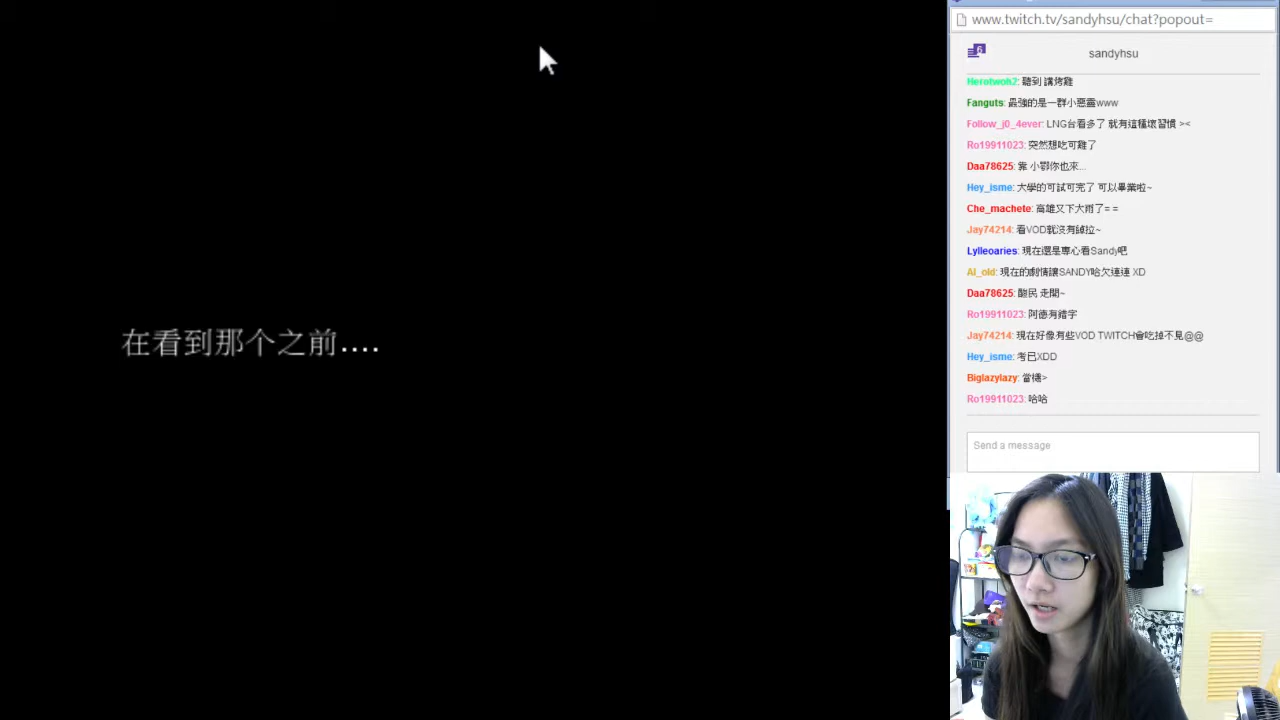 在看到那个之前....
www.twitch.tv/sandyhsu/chat?popout=
6
sandyhsu
Herotwoh2: 聽到 講烤雞
Fanguts: 最強的是一群小惡靈www
Follow_j0_4ever: LNG台看多了 就有這種壞習慣 ><
Ro19911023: 突然想吃可雞了
Daa78625: 靠 小鄂你也來...
Hey_isme: 大學的可試可完了 可以畢業啦~
Che_machete: 高雄又下大雨了= =
Jay74214: 看VOD就沒有餘拉~
Lylleoaries: 現在還是專心看Sandy吧
Al_old: 現在的劇情讓SANDY哈欠連連 XD
Daa78625: 酸民 走開~
Ro19911023: 阿德有錯字
Jay74214: 現在好像有些VOD TWITCH會吃掉不見@@
Hey_isme: 考已XDD
Biglazylazy: 當機>
Ro19911023: 哈哈
Send a message